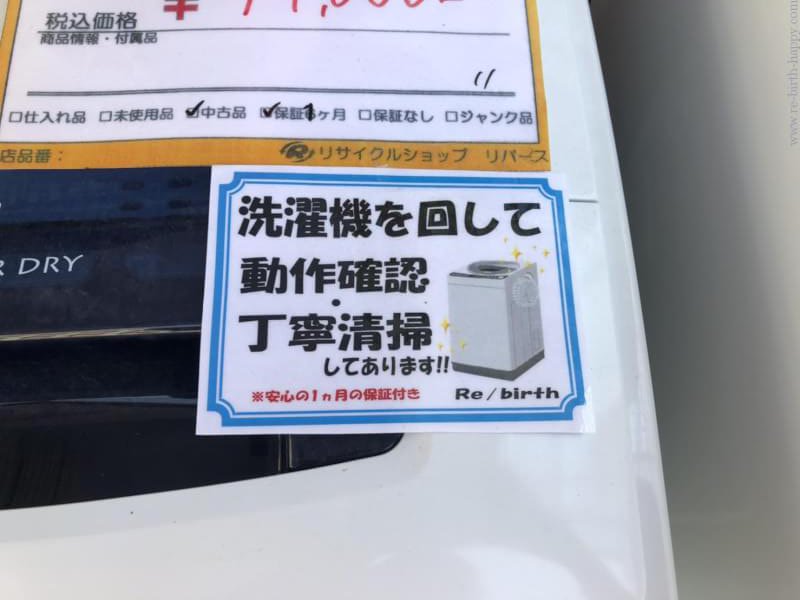 税込価格
商品情報・付属品
□仕入れ品 □未使用品 ☑中古品 ☑保証1ヶ月 □保証なし □ジャンク品
店品番：
リサイクルショップ リバース
DRY
洗濯機を回して
動作確認
・
丁寧清掃
してあります!!
※安心の1ヵ月の保証付き
Re/birth
www.re-birth-happy.com/